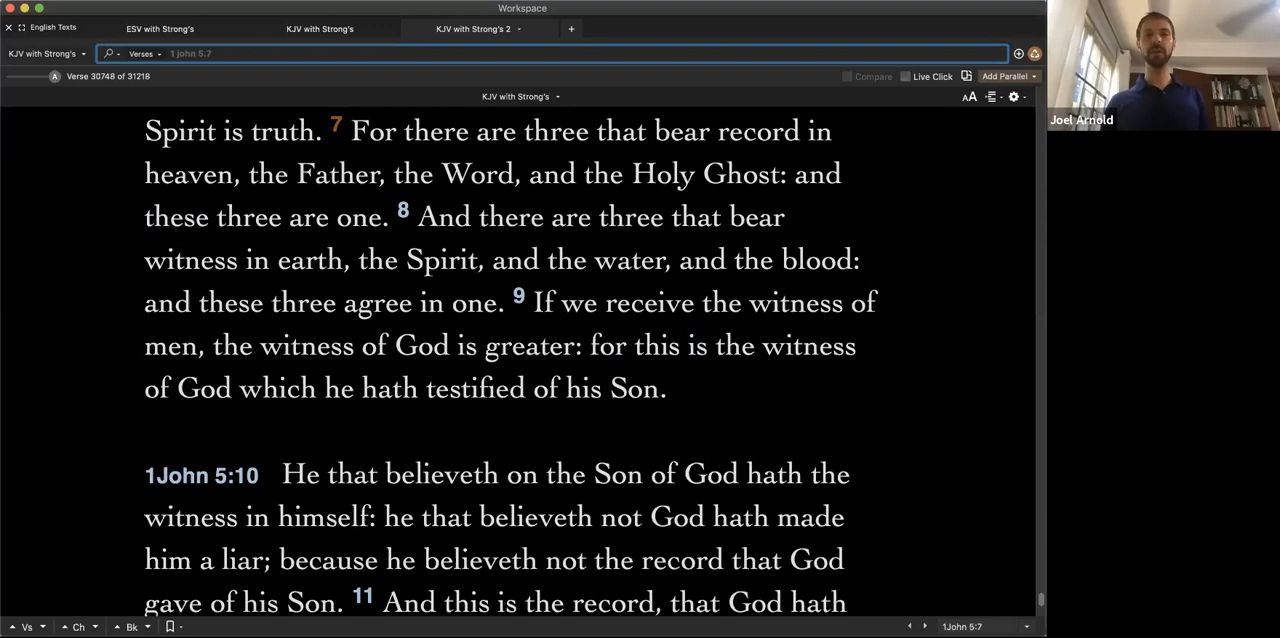 Workspace
English Texts
ESV with Strong's
KJV with Strong's
KJV with Strong's 2
KJV with Strong's
Verses
1 john 5.7
A
Verse 30748 of 31218
Compare
Live Click
Add Parallel
KJV with Strong's
AA
Spirit is truth. 7 For there are three that bear record in
heaven, the Father, the Word, and the Holy Ghost: and
these three are one. 8 And there are three that bear
witness in earth, the Spirit, and the water, and the blood:
and these three agree in one. 9 If we receive the witness of
men, the witness of God is greater: for this is the witness
of God which he hath testified of his Son.
1John 5:10 He that believeth on the Son of God hath the
witness in himself: he that believeth not God hath made
him a liar; because he believeth not the record that God
gave of his Son. 11 And this is the record, that God hath
Vs
Ch
Bk
1John 5:7
Joel Arnold